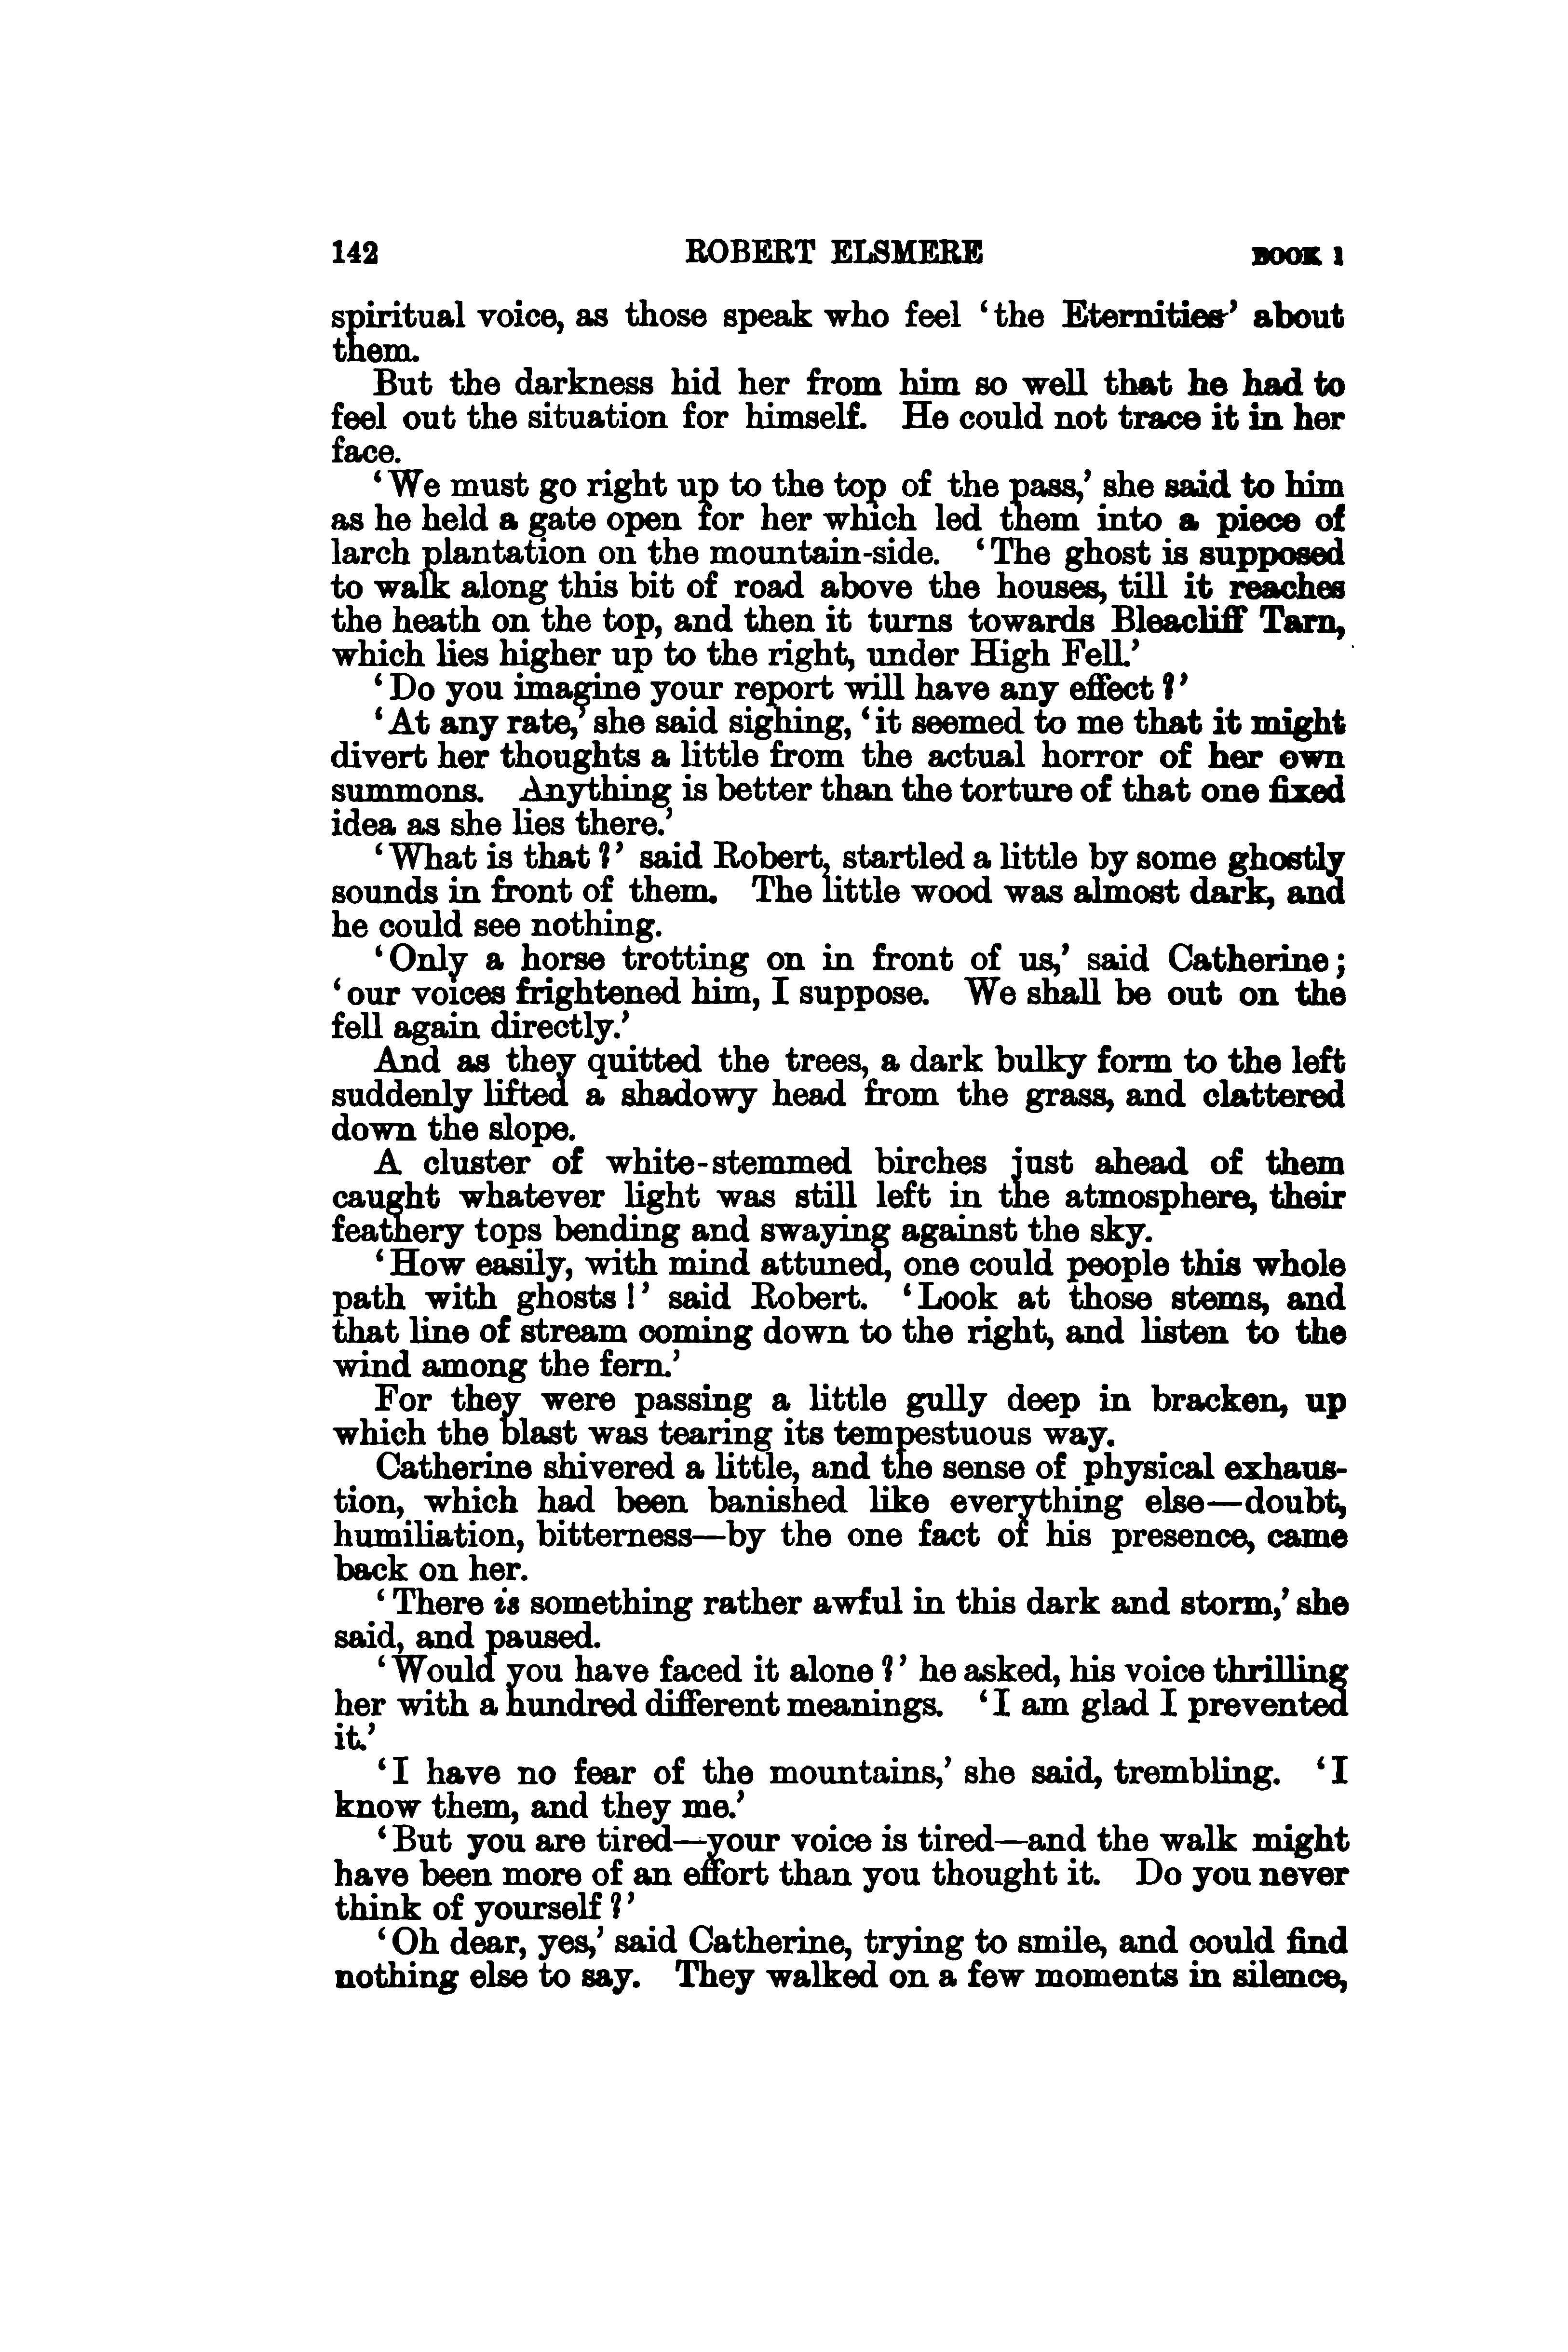 142 ROBERT ELSMERE BOOK I
spiritual voice, as those speak who feel ‘the Eternities’ about
them.
But the darkness hid her from him so well that he had to
feel out the situation for himself. He could not trace it in her
face.
‘We must go right up to the top of the pass,’ she said to him
as he held a gate open for her which led them into a piece of
larch plantation on the mountain-side. ‘The ghost is supposed
to walk along this bit of road above the houses, till it reaches
the heath on the top, and then it turns towards Bleacliff Tarn,
which lies higher up to the right, under High Fell.’
‘Do you imagine your report will have any effect?’
‘At any rate,’ she said sighing, ‘it seemed to me that it might
divert her thoughts a little from the actual horror of her own
summons. Anything is better than the torture of that one fixed
idea as she lies there.’
‘What is that?’ said Robert, startled a little by some ghostly
sounds in front of them. The little wood was almost dark, and
he could see nothing.
‘Only a horse trotting on in front of us,’ said Catherine;
‘our voices frightened him, I suppose. We shall be out on the
fell again directly.’
And as they quitted the trees, a dark bulky form to the left
suddenly lifted a shadowy head from the grass, and clattered
down the slope.
A cluster of white-stemmed birches just ahead of them
caught whatever light was still left in the atmosphere, their
feathery tops bending and swaying against the sky.
‘How easily, with mind attuned, one could people this whole
path with ghosts!’ said Robert. ‘Look at those stems, and
that line of stream coming down to the right, and listen to the
wind among the fern.’
For they were passing a little gully deep in bracken, up
which the blast was tearing its tempestuous way.
Catherine shivered a little, and the sense of physical exhaus-
tion, which had been banished like everything else—doubt,
humiliation, bitterness—by the one fact of his presence, came
back on her.
‘There is something rather awful in this dark and storm,’ she
said, and paused.
‘Would you have faced it alone?’ he asked, his voice thrilling
her with a hundred different meanings. ‘I am glad I prevented
it.’
‘I have no fear of the mountains,’ she said, trembling. ‘I
know them, and they me.’
‘But you are tired—your voice is tired—and the walk might
have been more of an effort than you thought it. Do you never
think of yourself?’
‘Oh dear, yes,’ said Catherine, trying to smile, and could find
nothing else to say. They walked on a few moments in silence,